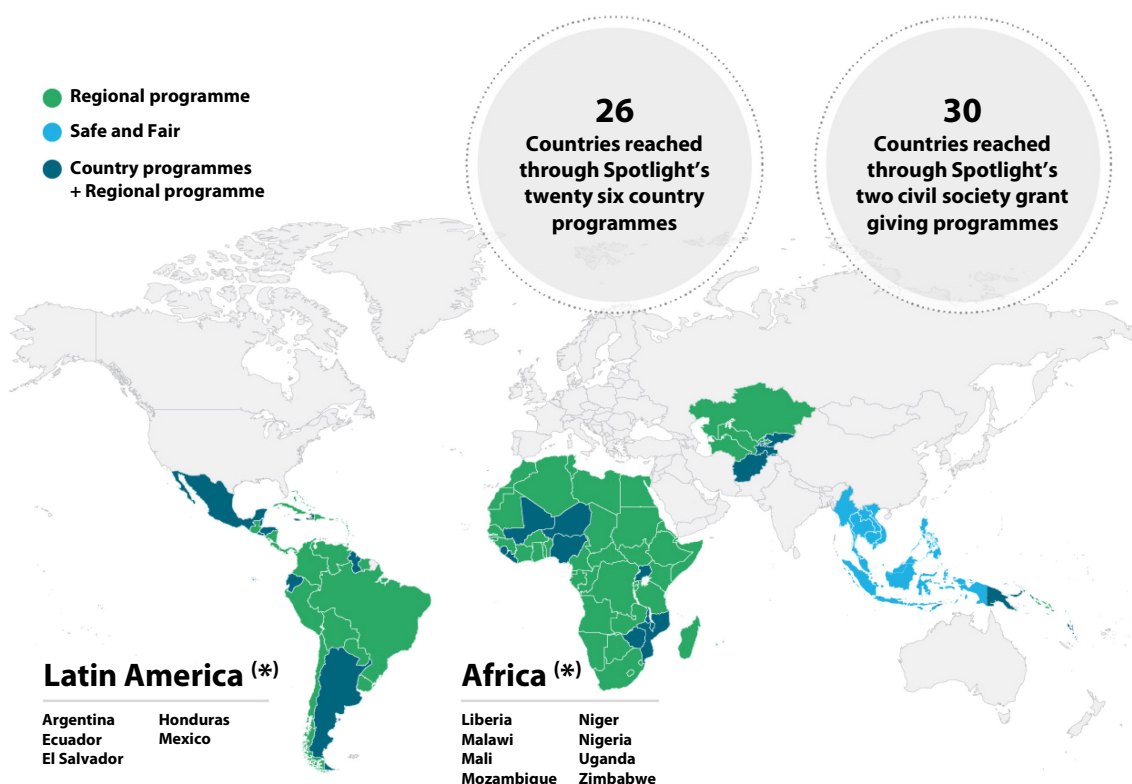 Regional programme
Safe and Fair
Country programmes
+ Regional programme
26
Countries reached
through Spotlight's
twenty six country
programmes
30
Countries reached
through Spotlight's
two civil society grant
giving programmes
Latin America (*)
Argentina
Ecuador
El Salvador
Honduras
Mexico
Africa (*)
Liberia
Malawi
Mali
Mozambique
Niger
Nigeria
Uganda
Zimbabwe